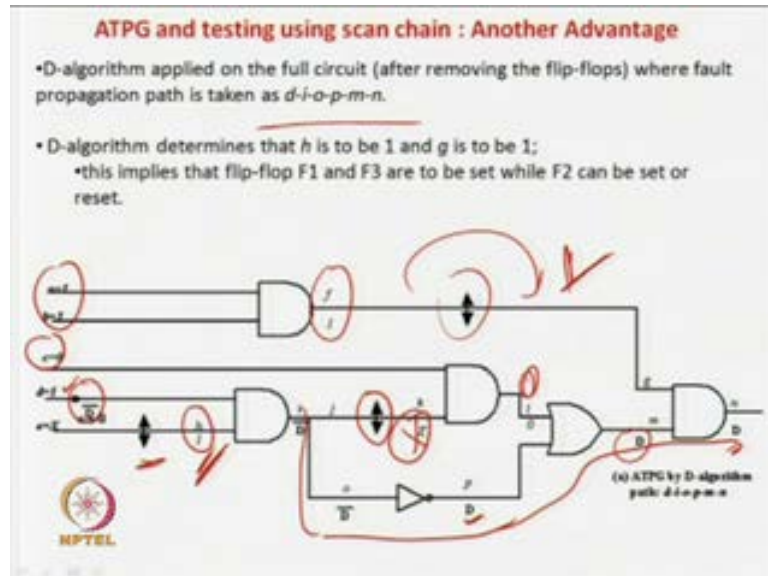 ATPG and testing using scan chain : Another Advantage
•D-algorithm applied on the full circuit (after removing the flip-flops) where fault
propagation path is taken as d-i-o-p-m-n.
• D-algorithm determines that h is to be 1 and g is to be 1;
•this implies that flip-flop F1 and F3 are to be set while F2 can be set or
reset.
f
1
g
n
D
m
D
h
1
D
o
D
p
D
(a) ATPG by D-algorithm
path: d-i-o-p-m-n
NPTEL